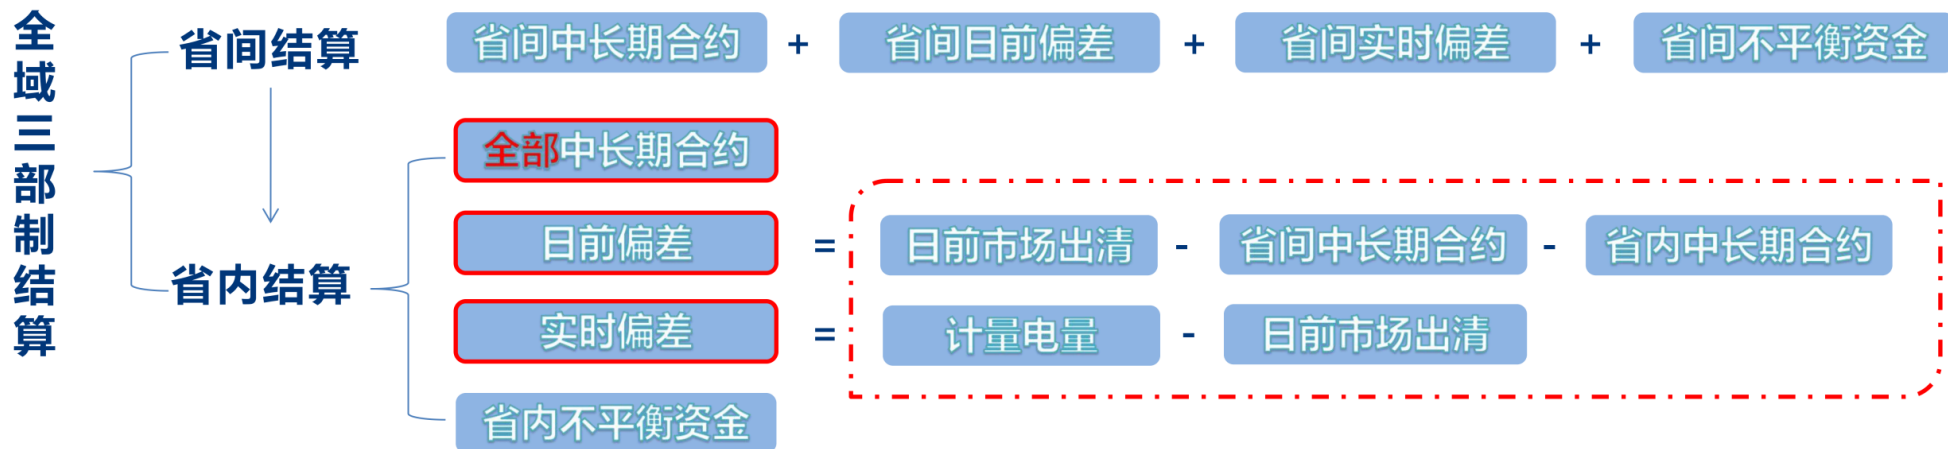 全域三部制结算
省间结算
省间中长期合约 + 省间日前偏差 + 省间实时偏差 + 省间不平衡资金
省内结算
全部中长期合约
日前偏差 = 日前市场出清 - 省间中长期合约 - 省内中长期合约
实时偏差 = 计量电量 - 日前市场出清
省内不平衡资金